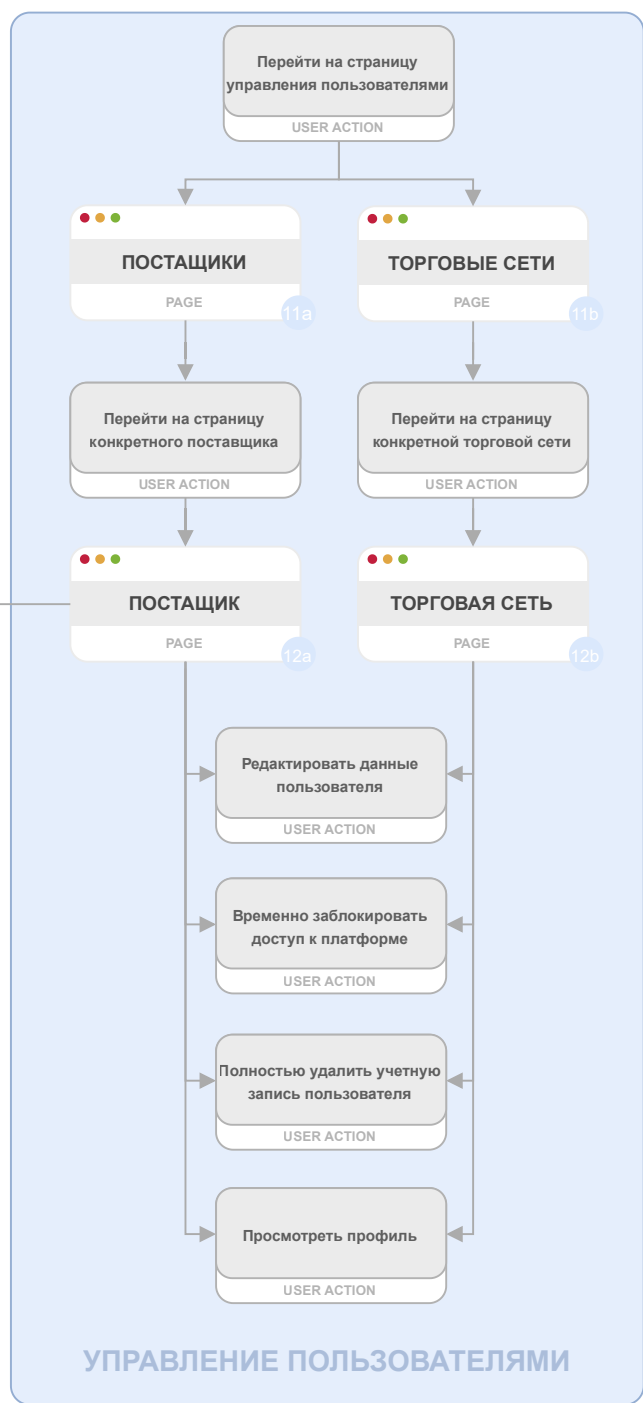 Перейти на страницу
управления пользователями
USER ACTION
ПОСТАЩИКИ
PAGE
11a
ТОРГОВЫЕ СЕТИ
PAGE
11b
Перейти на страницу
конкретного поставщика
USER ACTION
Перейти на страницу
конкретной торговой сети
USER ACTION
ПОСТАЩИК
PAGE
12a
ТОРГОВАЯ СЕТЬ
PAGE
12b
Редактировать данные
пользователя
USER ACTION
Временно заблокировать
доступ к платформе
USER ACTION
Полностью удалить учетную
запись пользователя
USER ACTION
Просмотреть профиль
USER ACTION
УПРАВЛЕНИЕ ПОЛЬЗОВАТЕЛЯМИ